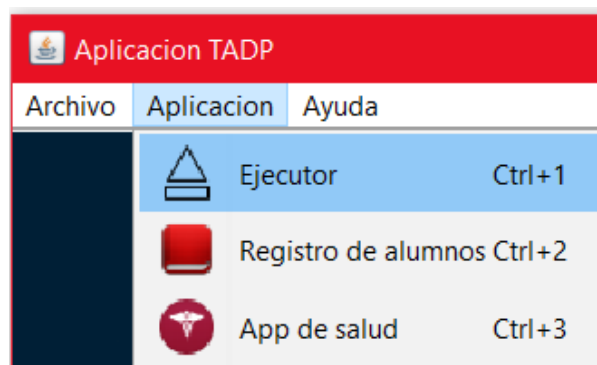 Aplicacion TADP
Archivo Aplicacion Ayuda
Ejecutor Ctrl+1
Registro de alumnos Ctrl+2
App de salud Ctrl+3